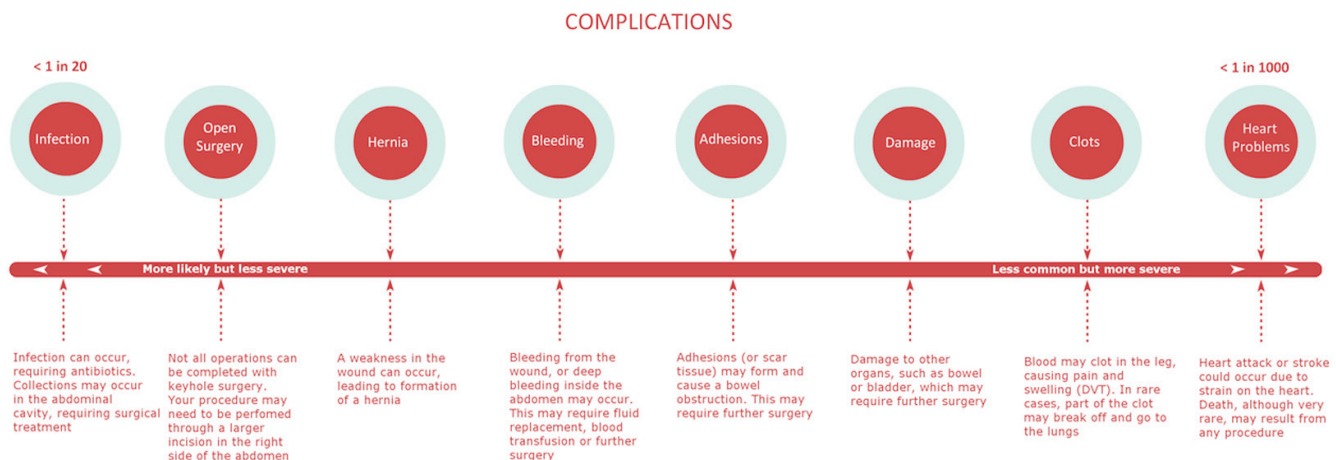 COMPLICATIONS
< 1 in 20
< 1 in 1000
Infection
Open
Surgery
Hernia
Bleeding
Adhesions
Damage
Clots
Heart
Problems
More likely but less severe
Less common but more severe
Infection can occur,
requiring antibiotics.
Collections may occur
in the abdominal
cavity, requiring surgical
treatment
Not all operations can
be completed with
keyhole surgery.
Your procedure may
need to be perfomed
through a larger
incision in the right
side of the abdomen
A weakness in the
wound can occur,
leading to formation
of a hernia
Bleeding from the
wound, or deep
bleeding inside the
abdomen may occur.
This may require fluid
replacement, blood
transfusion or further
surgery
Adhesions (or scar
tissue) may form and
cause a bowel
obstruction. This may
require further surgery
Damage to other
organs, such as bowel
or bladder, which may
require further surgery
Blood may clot in the leg,
causing pain and
swelling (DVT). In rare
cases, part of the clot
may break off and go to
the lungs
Heart attack or stroke
could occur due to
strain on the heart.
Death, although very
rare, may result from
any procedure